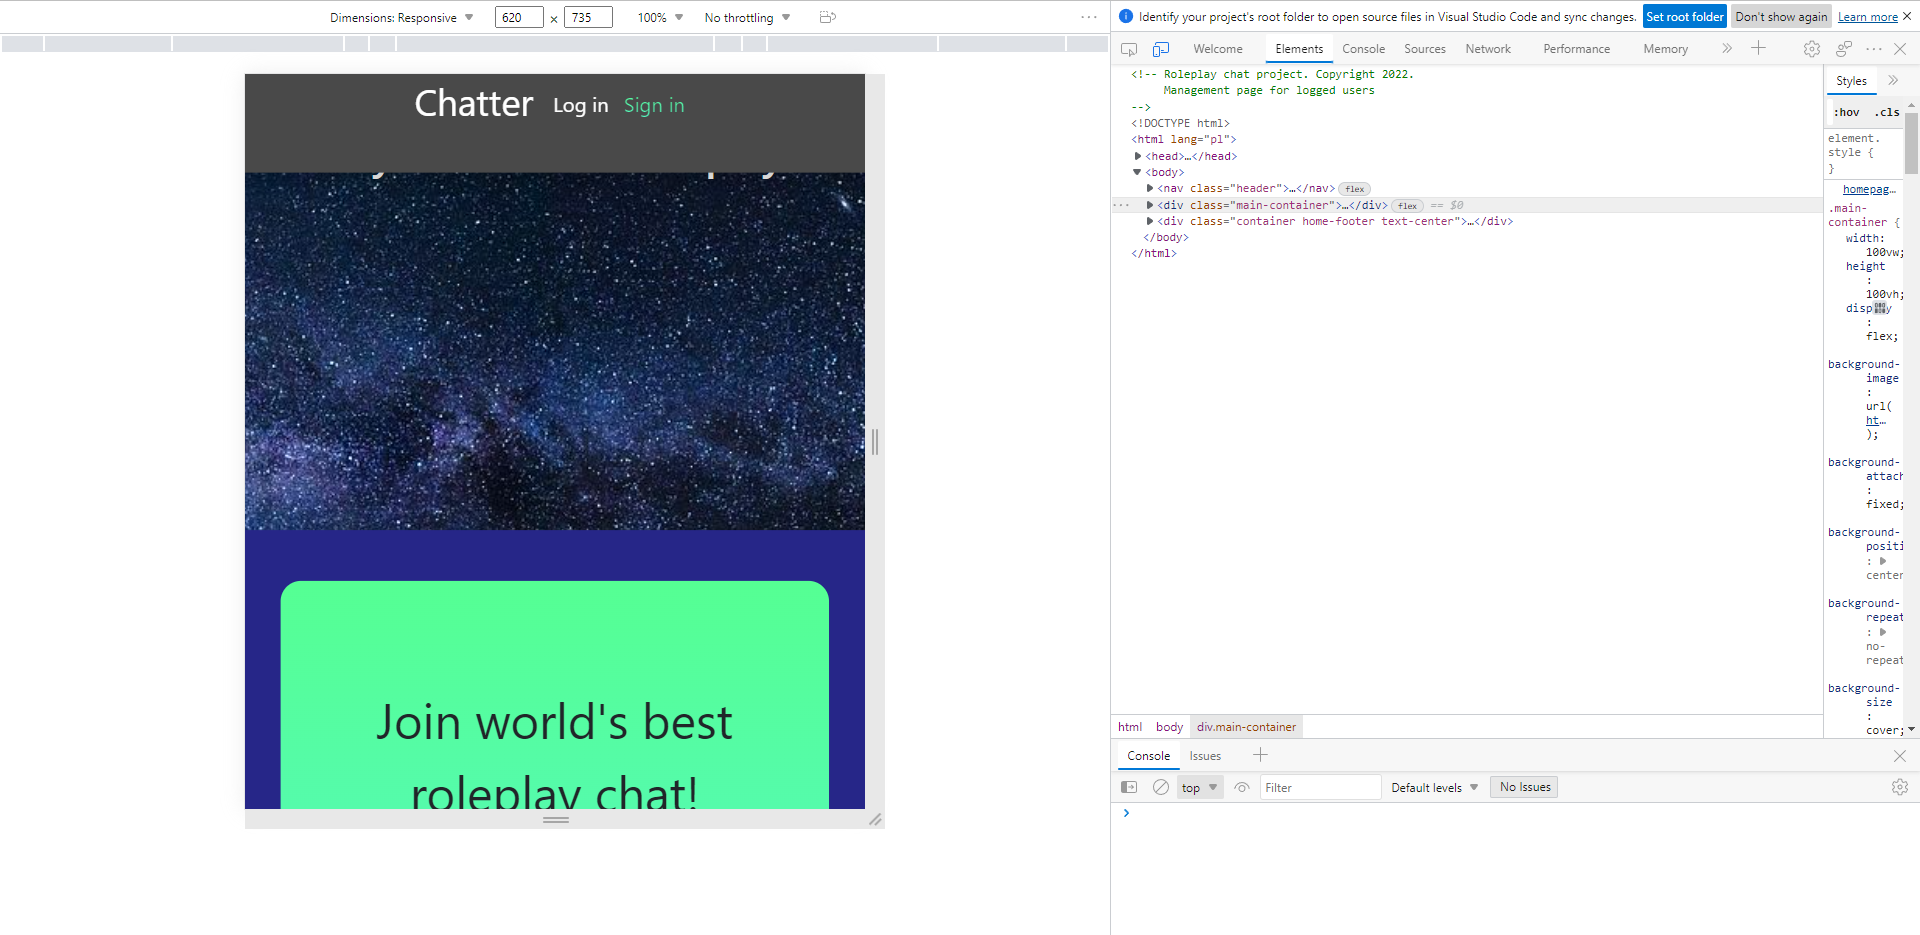 Dimensions: Responsive 620 × 735 100% No throttling
Chatter Log in Sign in
Join world's best
roleplay chat!
Identify your project's root folder to open source files in Visual Studio Code and sync changes. Set root folder Don't show again Learn more
Welcome Elements Console Sources Network Performance Memory
<!-- Roleplay chat project. Copyright 2022.
Management page for logged users
-->
<!DOCTYPE html>
<html lang="pl">
<head>…</head>
<body>
<nav class="header">…</nav> flex
<div class="main-container">…</div> flex == $0
<div class="container home-footer text-center">…</div>
</body>
</html>
html body div.main-container
Styles
:hov .cls
element.
style {
}
homepag…
.main-
container {
width:
100vw;
height
:
100vh;
disp y
:
flex;
background-
image
:
url(
ht…
);
background-
attach
:
fixed;
background-
positi
:
center
background-
repeat
:
no-
repeat
background-
size
:
cover;
Console Issues
top Filter Default levels No Issues